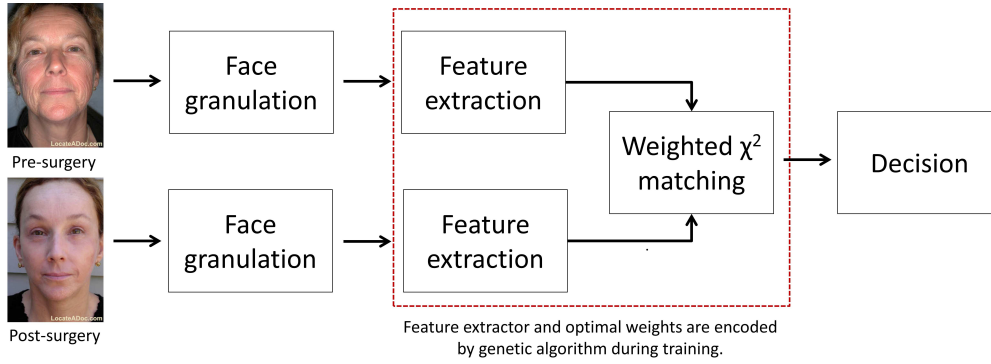 LocateADoc.com
Pre-surgery
Face
granulation
Feature
extraction
Weighted χ²
matching
Decision
LocateADoc.com
Post-surgery
Face
granulation
Feature
extraction
Feature extractor and optimal weights are encoded
by genetic algorithm during training.